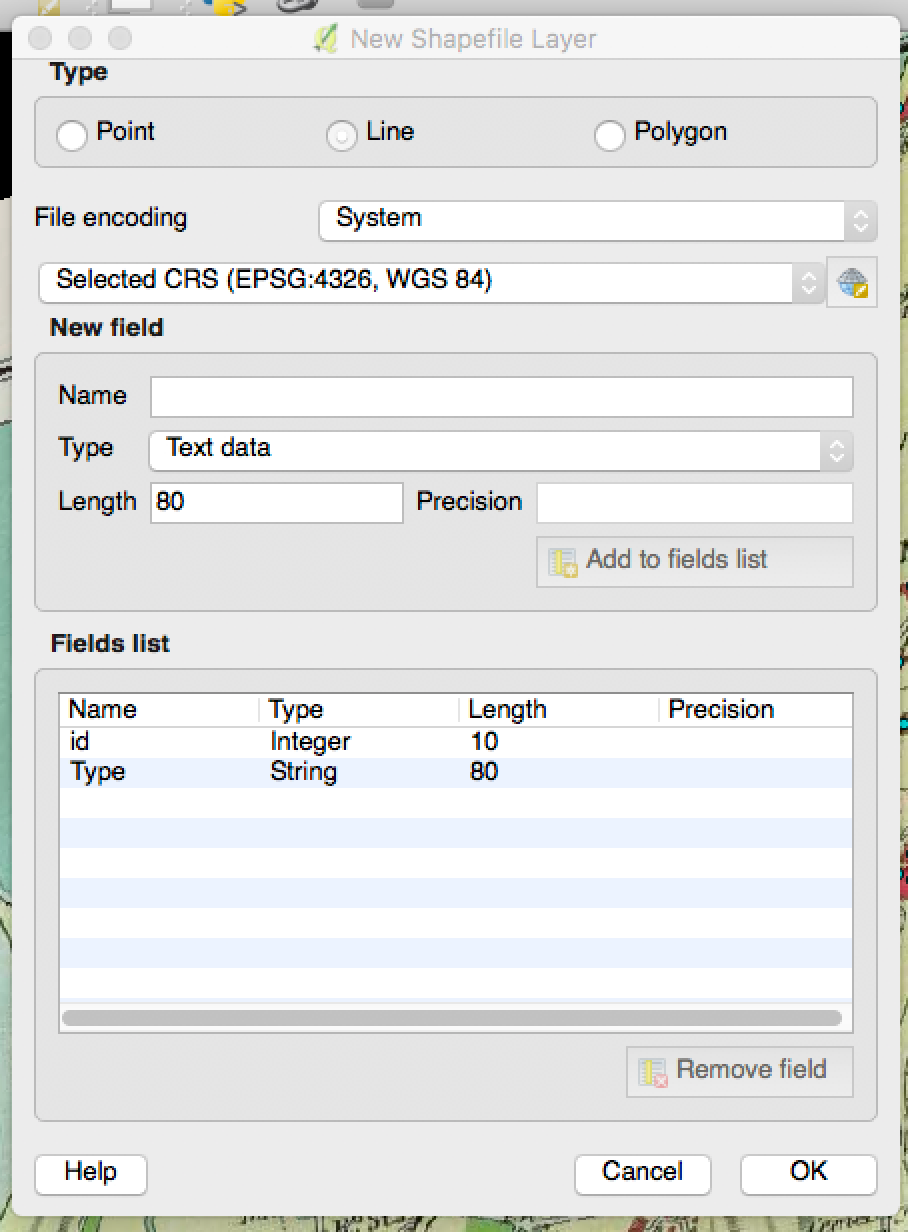 New Shapefile Layer
Type
Point Line Polygon
File encoding System
Selected CRS (EPSG:4326, WGS 84)
New field
Name
Type Text data
Length 80 Precision
Add to fields list
Fields list
Name Type Length Precision
id Integer 10
Type String 80
Remove field
Help Cancel OK